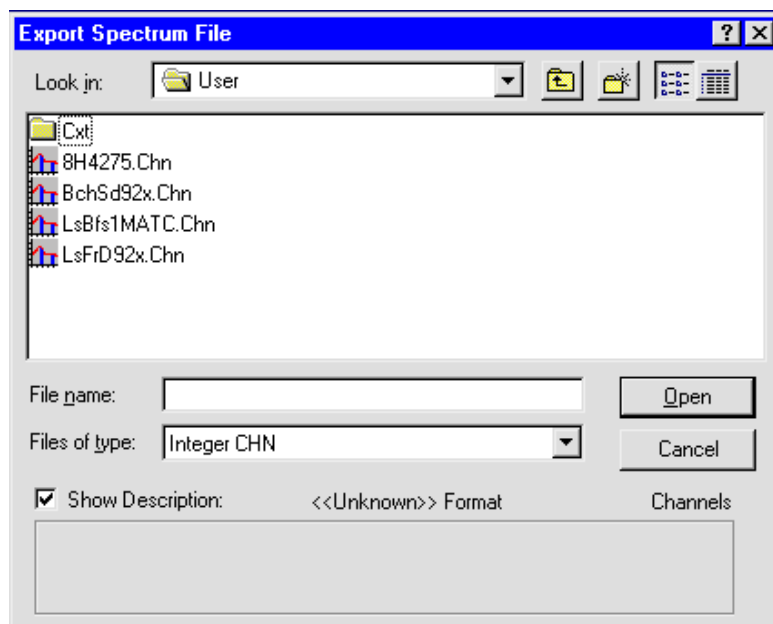 Export Spectrum File
Look in: User
Cxt
8H4275.Chn
BchSd92x.Chn
LsBfs1MATC.Chn
LsFrD92x.Chn
File name: Open
Files of type: Integer CHN Cancel
Show Description: <<Unknown>> Format Channels